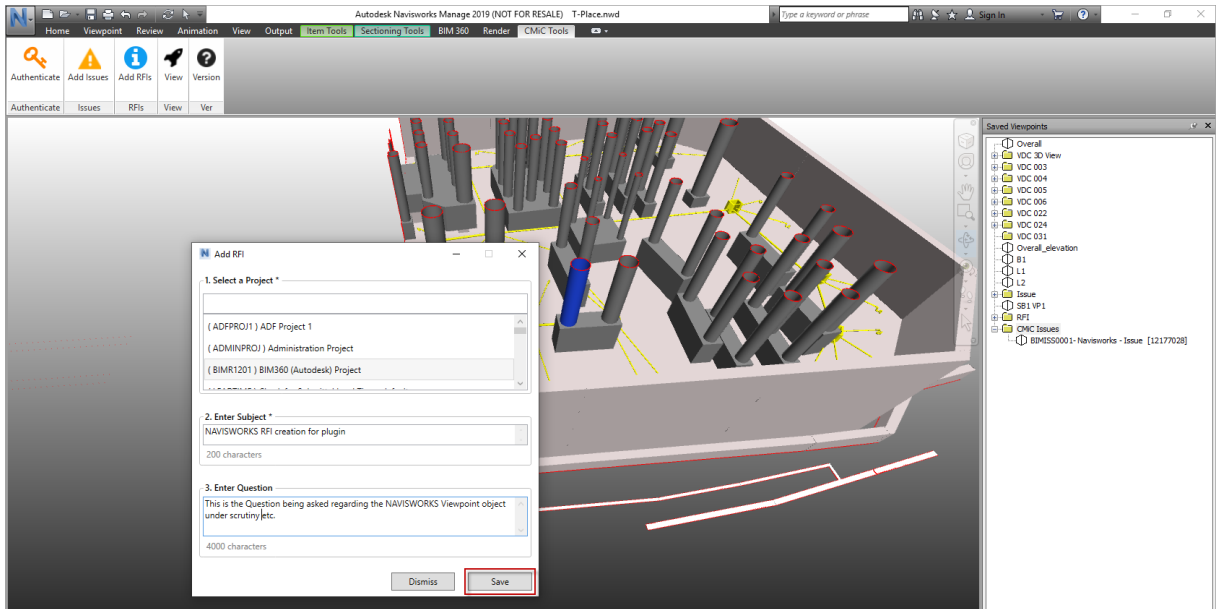 Autodesk Navisworks Manage 2019 (NOT FOR RESALE) T-Place.nwd
Type a keyword or phrase
Sign In
Home Viewpoint Review Animation View Output Item Tools Sectioning Tools BIM 360 Render CMiC Tools
Authenticate Add Issues Add RFIs View Version
Authenticate Issues RFIs View Ver
Saved Viewpoints
Overall
VDC 3D View
VDC 003
VDC 004
VDC 005
VDC 006
VDC 022
VDC 024
VDC 031
Overall_elevation
B1
L1
L2
Issue
SB1 VP1
RFI
CMiC Issues
BIMISS0001- Navisworks - Issue [12177028]
Add RFI
1. Select a Project *
( ADFPROJ1 ) ADF Project 1
( ADMINPROJ ) Administration Project
( BIMR1201 ) BIM360 (Autodesk) Project
2. Enter Subject *
NAVISWORKS RFI creation for plugin
200 characters
3. Enter Question
This is the Question being asked regarding the NAVISWORKS Viewpoint object
under scrutiny etc.
4000 characters
Dismiss Save